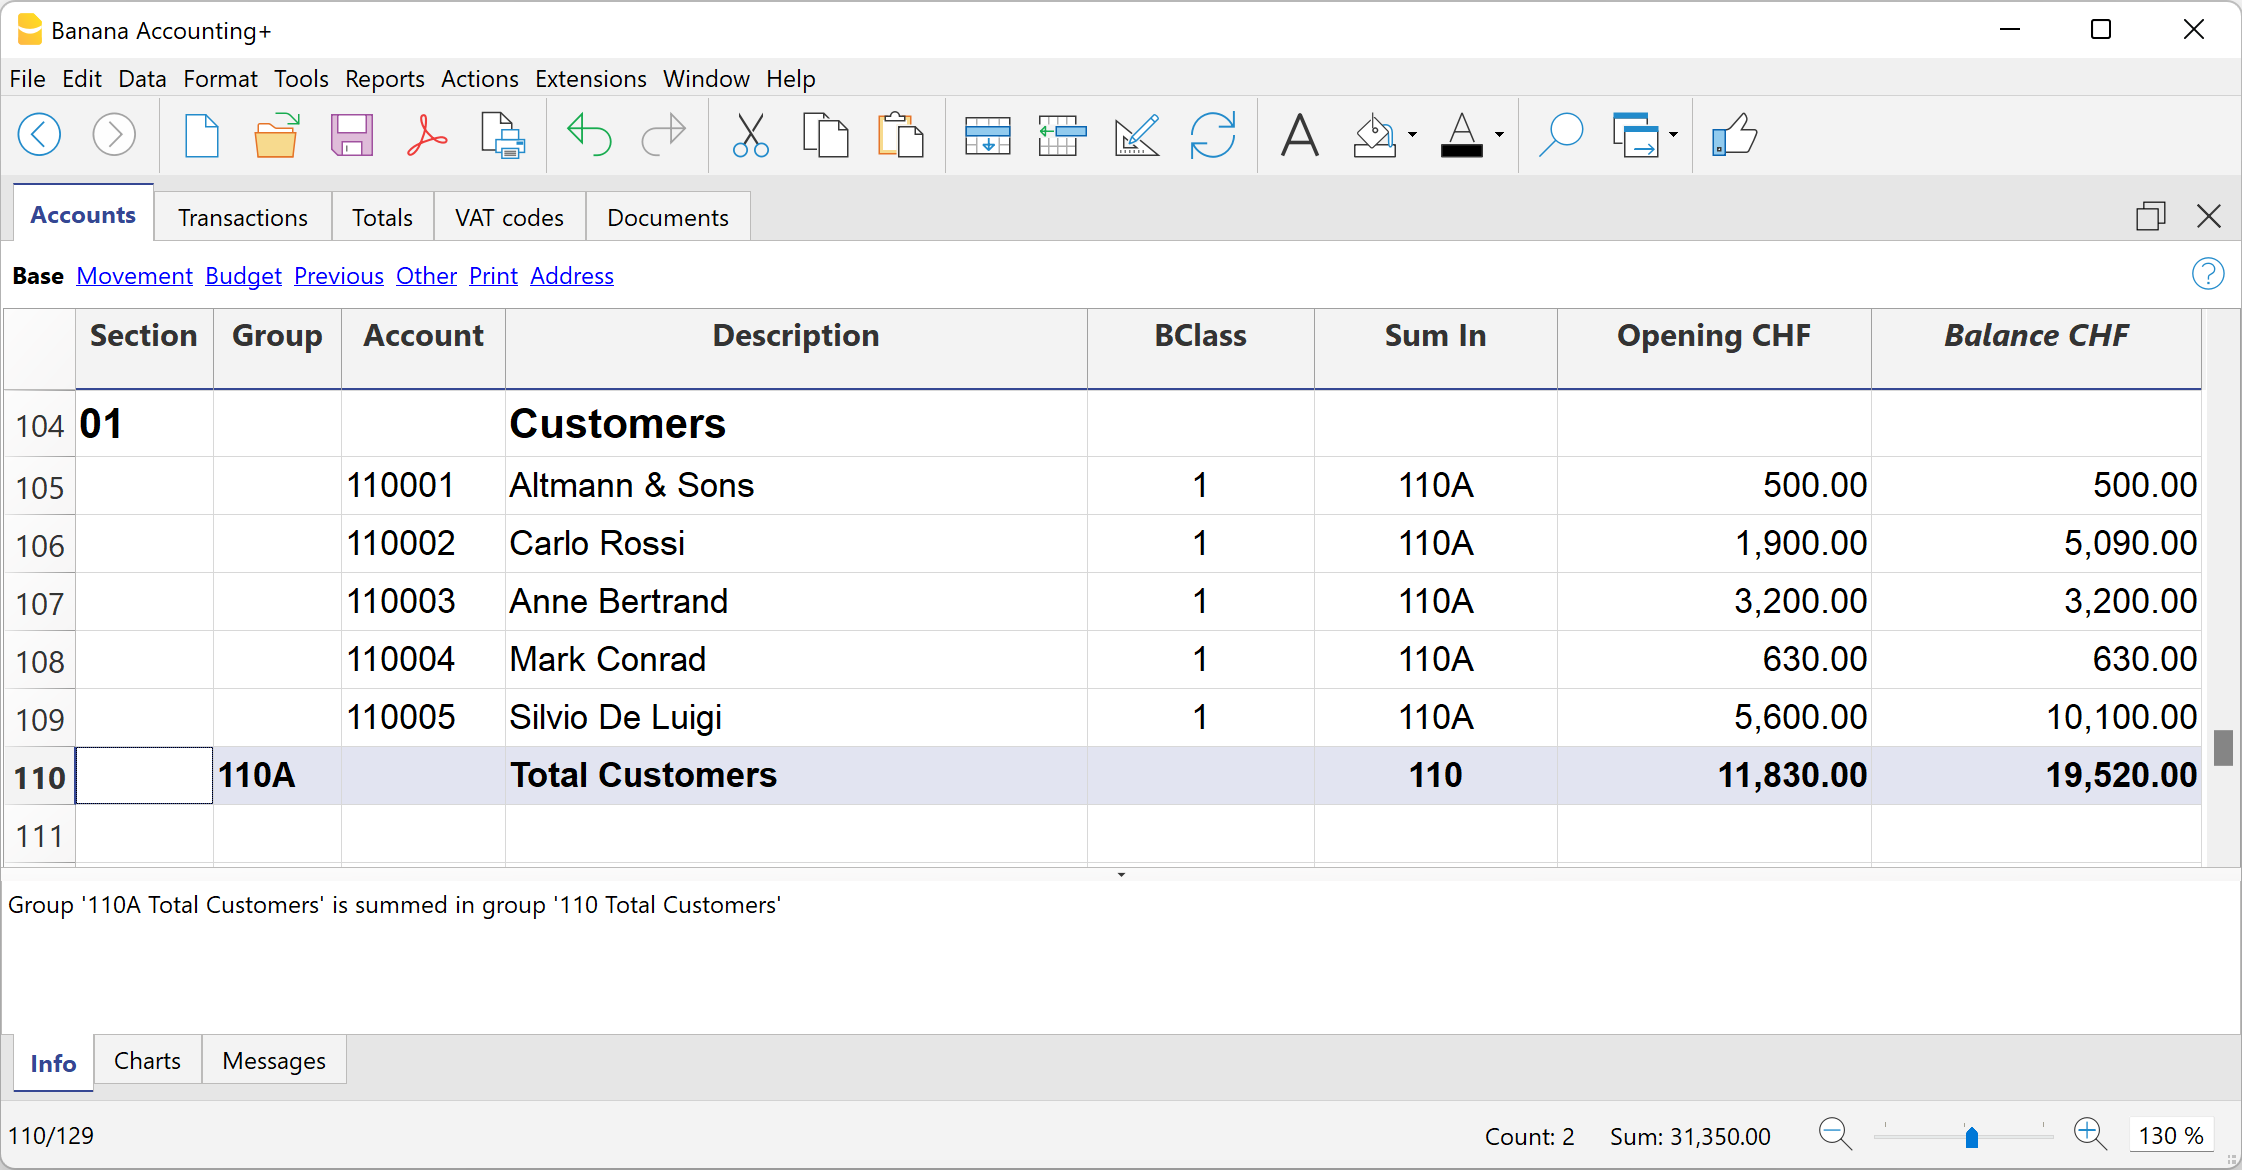 Banana Accounting+
File Edit Data Format Tools Reports Actions Extensions Window Help
Accounts Transactions Totals VAT codes Documents
Base Movement Budget Previous Other Print Address
Section Group Account Description BClass Sum In Opening CHF Balance CHF
104 01 Customers
105 110001 Altmann & Sons 1 110A 500.00 500.00
106 110002 Carlo Rossi 1 110A 1,900.00 5,090.00
107 110003 Anne Bertrand 1 110A 3,200.00 3,200.00
108 110004 Mark Conrad 1 110A 630.00 630.00
109 110005 Silvio De Luigi 1 110A 5,600.00 10,100.00
110 110A Total Customers 110 11,830.00 19,520.00
111
Group '110A Total Customers' is summed in group '110 Total Customers'
Info Charts Messages
110/129 Count: 2 Sum: 31,350.00 130 %